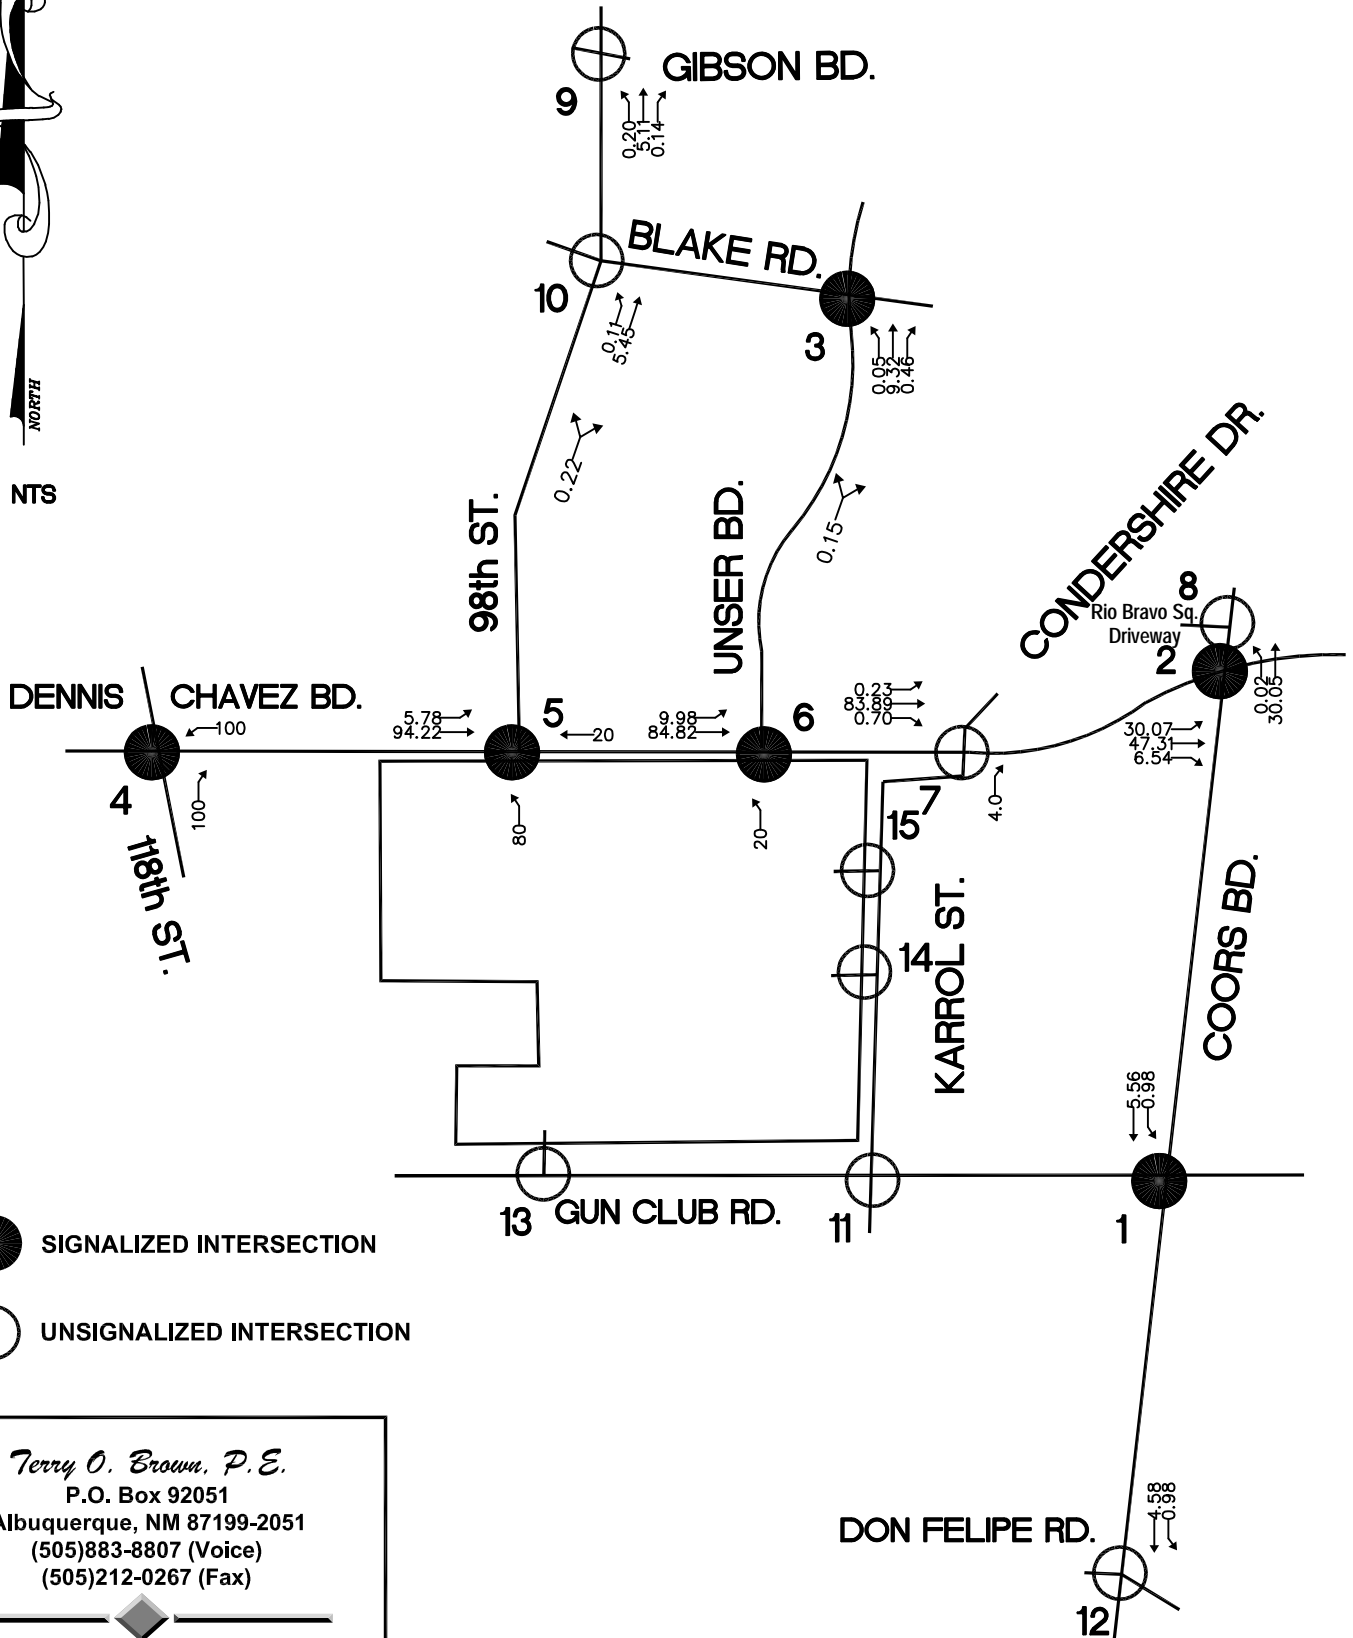 GIBSON BD.
9
0.20
5.11
0.14
BLAKE RD.
10
3
0.11
5.45
0.05
9.32
0.46
NORTH
NTS
0.22
0.15
98th ST.
UNSER BD.
CONDERSHIRE DR.
8
Rio Bravo Sq.
Driveway
2
0.02
30.05
DENNIS CHAVEZ BD.
100
5.78
94.22
5
20
9.98
84.82
6
0.23
83.89
0.70
30.07
47.31
6.54
4
100
80
20
7
4.0
15
118th ST.
14
KARROL ST.
COORS BD.
5.56
0.98
13
GUN CLUB RD.
11
1
SIGNALIZED INTERSECTION
UNSIGNALIZED INTERSECTION
Terry O. Brown, P.E.
P.O. Box 92051
Albuquerque, NM 87199-2051
(505)883-8807 (Voice)
(505)212-0267 (Fax)
4.58
0.98
DON FELIPE RD.
12